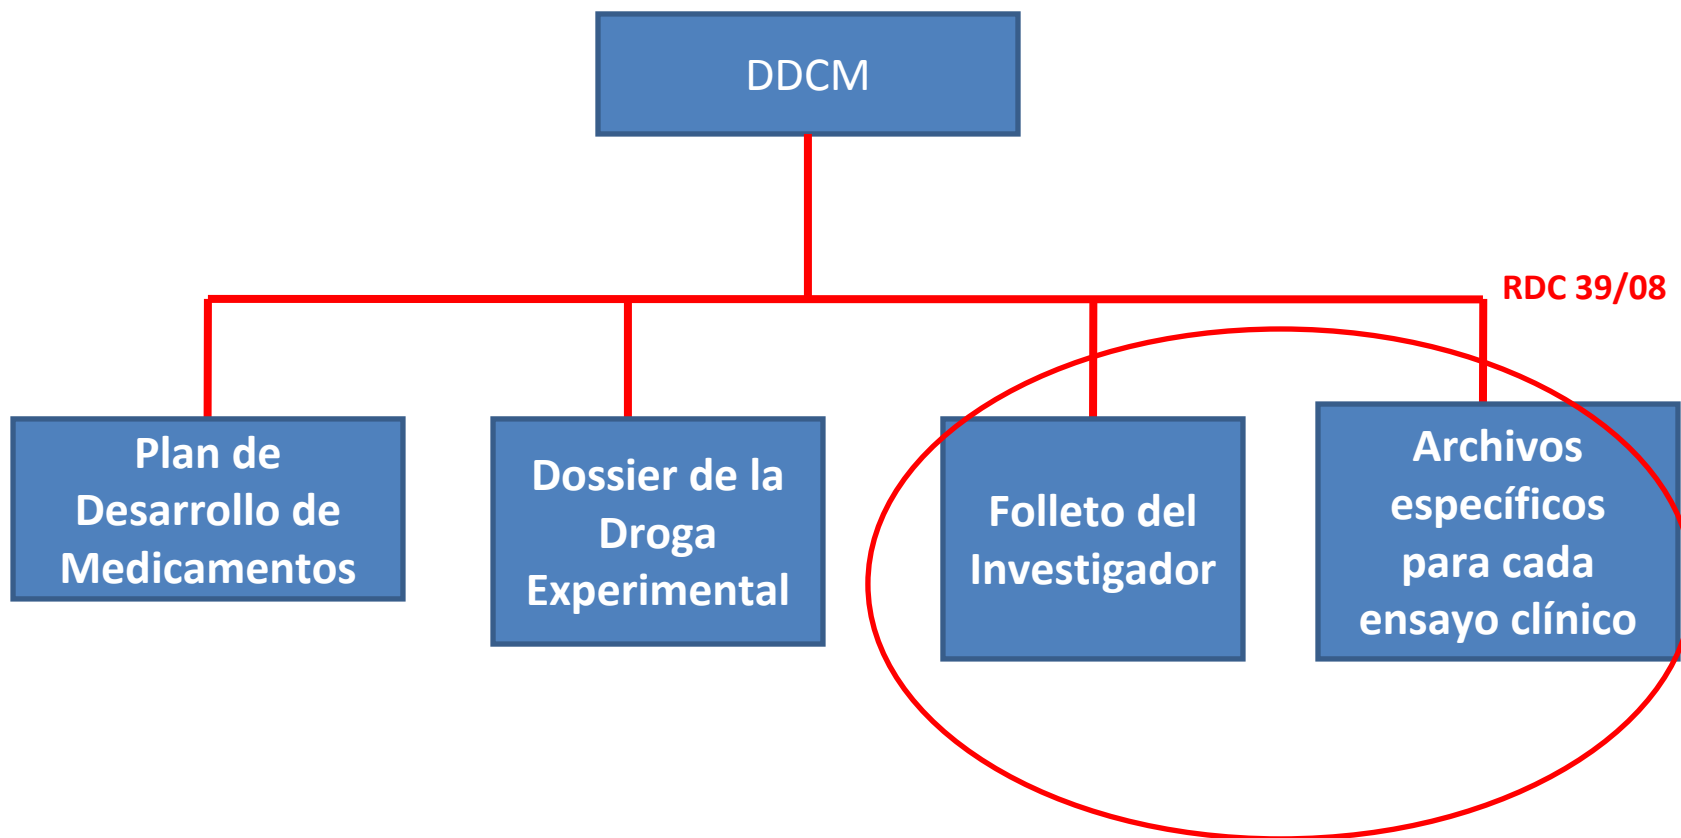 DDCM
RDC 39/08
Plan de
Desarrollo de
Medicamentos
Dossier de la
Droga
Experimental
Folleto del
Investigador
Archivos
específicos
para cada
ensayo clínico